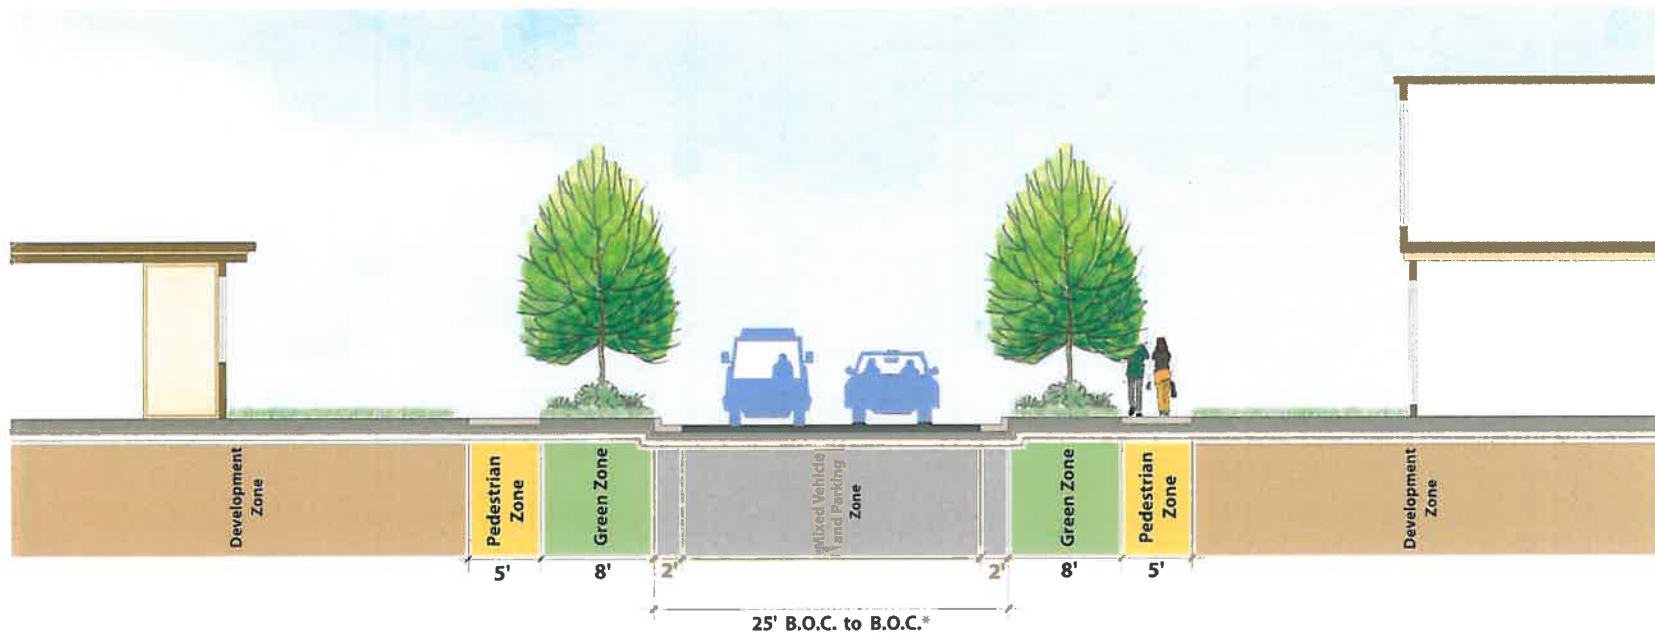 Development
Zone
Pedestrian
Zone
Green Zone
Mixed Vehicle
and Parking
Zone
Green Zone
Pedestrian
Zone
Development
Zone
5'
8'
2'
2'
8'
5'
25' B.O.C. to B.O.C.*